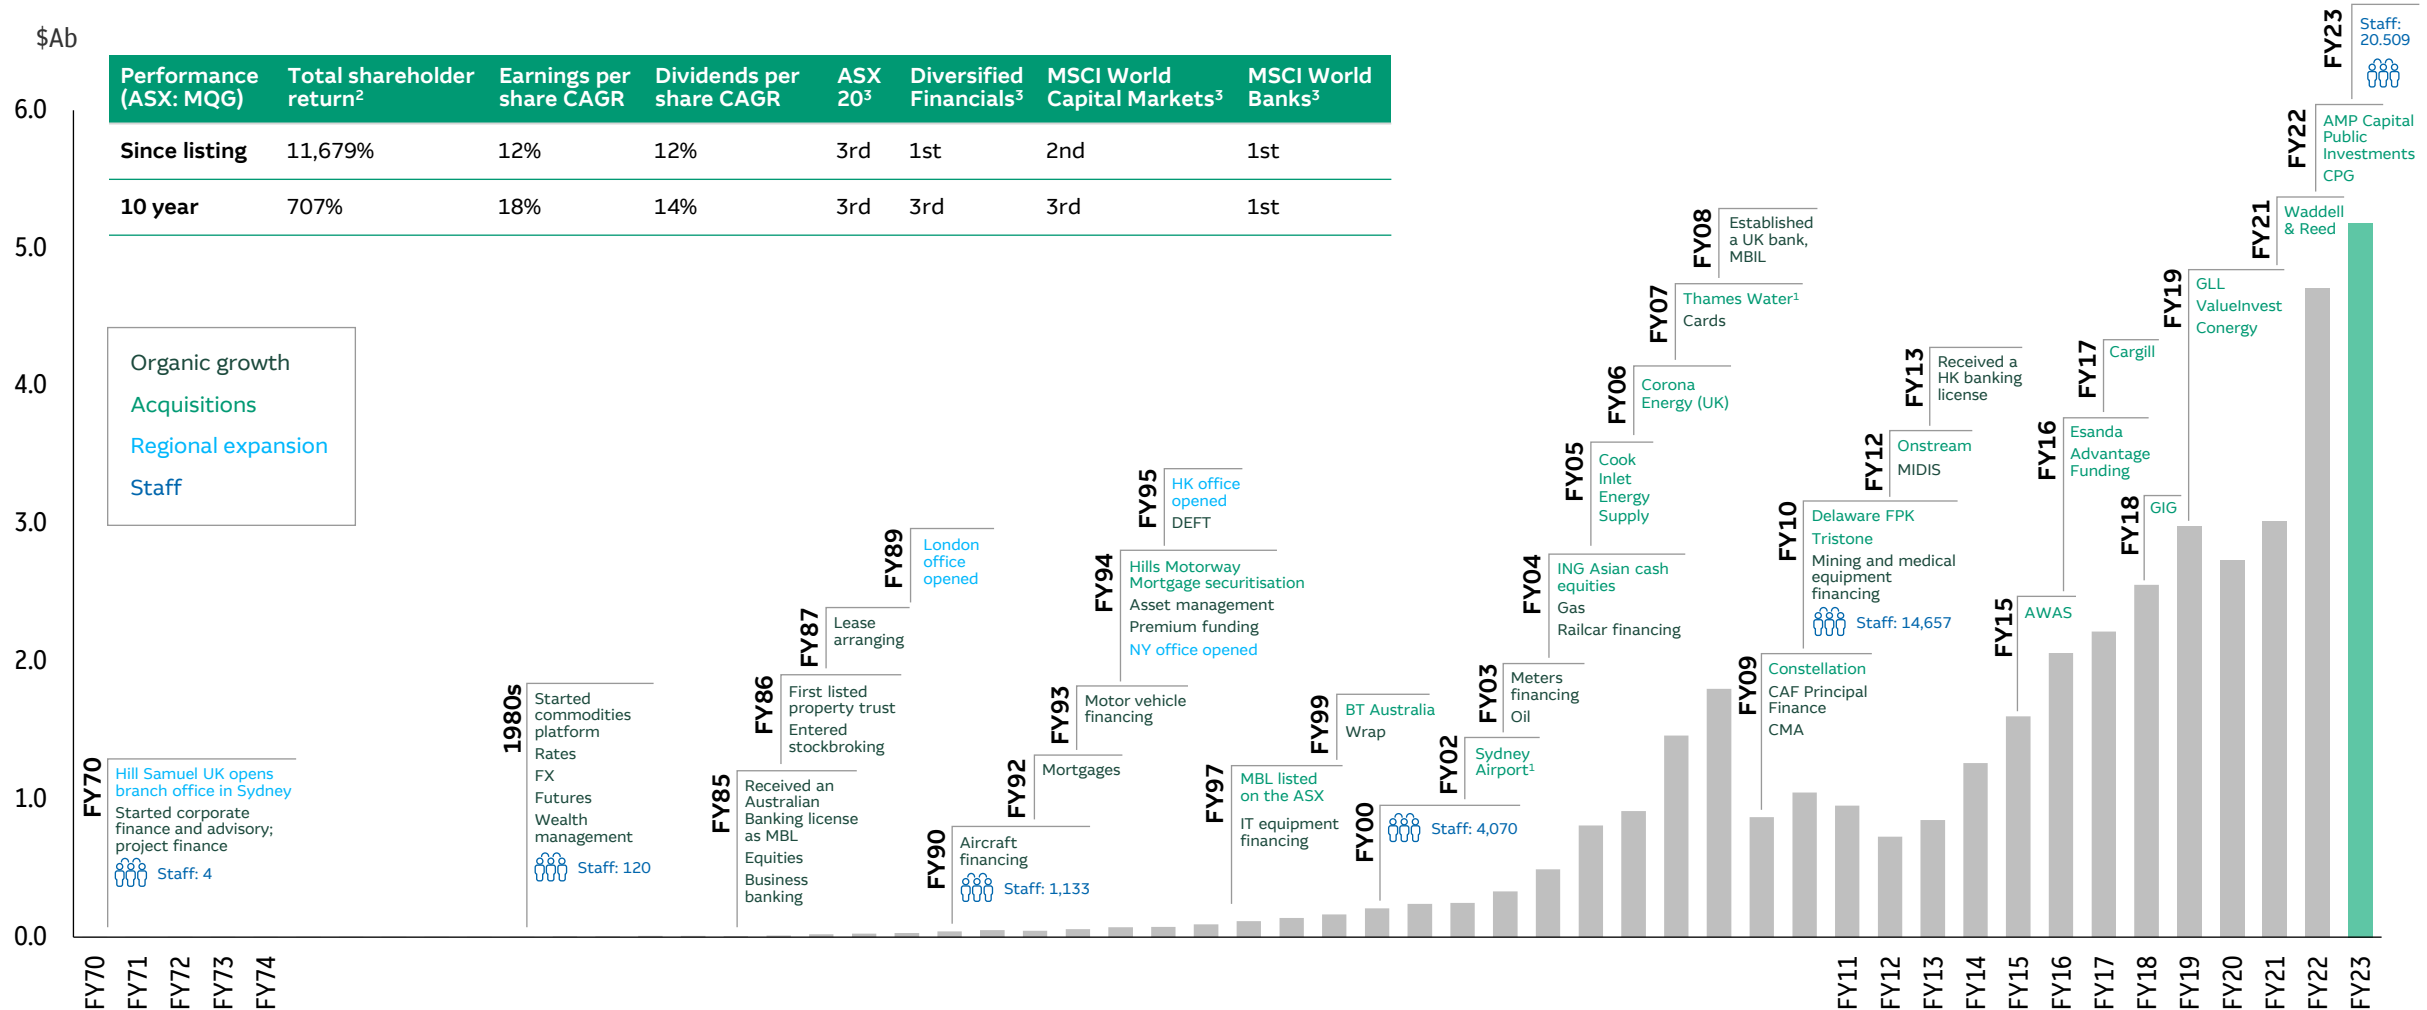 $Ab
Performance
(ASX: MQG)
Total shareholder
return2
Earnings per
share CAGR
Dividends per
share CAGR
ASX
203
Diversified
Financials3
MSCI World
Capital Markets3
MSCI World
Banks3
Since listing 11,679% 12% 12% 3rd 1st 2nd 1st
10 year 707% 18% 14% 3rd 3rd 3rd 1st
6.0
5.0
4.0
3.0
2.0
1.0
0.0
Organic growth
Acquisitions
Regional expansion
Staff
FY70
Hill Samuel UK opens
branch office in Sydney
Started corporate
finance and advisory;
project finance
Staff: 4
1980s
Started
commodities
platform
Rates
FX
Futures
Wealth
management
Staff: 120
FY85
Received an
Australian
Banking license
as MBL
Equities
Business
banking
FY86
First listed
property trust
Entered
stockbroking
FY87
Lease
arranging
FY89
London
office
opened
FY90
Aircraft
financing
Staff: 1,133
FY92
Mortgages
FY93
Motor vehicle
financing
FY94
Hills Motorway
Mortgage securitisation
Asset management
Premium funding
NY office opened
FY95
HK office
opened
DEFT
FY97
MBL listed
on the ASX
IT equipment
financing
FY99
BT Australia
Wrap
FY00
Staff: 4,070
FY02
Sydney
Airport1
FY03
Meters
financing
Oil
FY04
ING Asian cash
equities
Gas
Railcar financing
FY05
Cook
Inlet
Energy
Supply
FY06
Corona
Energy (UK)
FY07
Thames Water1
Cards
FY08
Established
a UK bank,
MBIL
FY09
Constellation
CAF Principal
Finance
CMA
FY10
Delaware FPK
Tristone
Mining and medical
equipment
financing
Staff: 14,657
FY12
Onstream
MIDIS
FY13
Received a
HK banking
license
FY15
AWAS
FY16
Esanda
Advantage
Funding
FY17
Cargill
FY18
GIG
FY19
GLL
ValueInvest
Conergy
FY21
Waddell
& Reed
FY22
AMP Capital
Public
Investments
CPG
FY23
Staff:
20.509
FY70 FY71 FY72 FY73 FY74 FY11 FY12 FY13 FY14 FY15 FY16 FY17 FY18 FY19 FY20 FY21 FY22 FY23